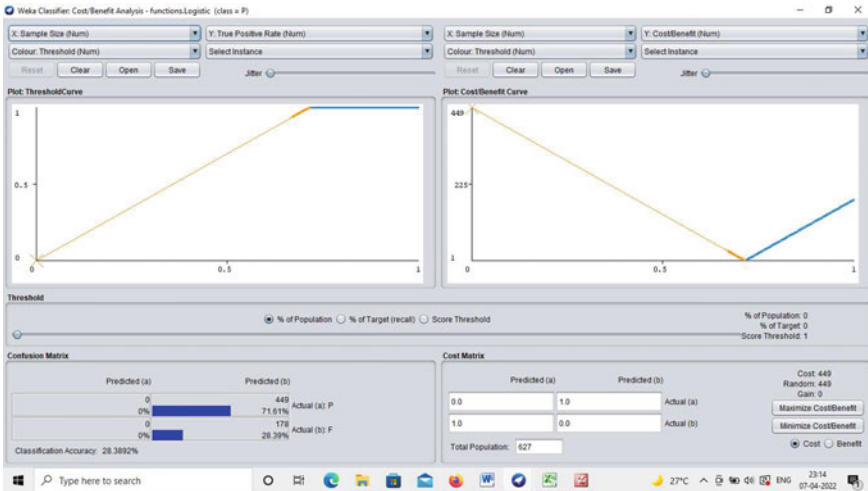 Weka Classifier: Cost/Benefit Analysis - functions.Logistic (class = P)
X: Sample Size (Num) Y: True Positive Rate (Num) X: Sample Size (Num) Y: Cost/Benefit (Num)
Colour: Threshold (Num) Select Instance Colour: Threshold (Num) Select Instance
Reset Clear Open Save Jitter Reset Clear Open Save Jitter
Plot: ThresholdCurve Plot: Cost/Benefit Curve
1 449
0.5 225
0 1
0 0.5 1 0 0.5 1
Threshold
% of Population % of Target (recall) Score Threshold
% of Population: 0
% of Target: 0
Score Threshold: 1
Confusion Matrix
Predicted (a) Predicted (b)
0 449
0% 71.61% Actual (a): P
0 178
0% 28.39% Actual (b): F
Classification Accuracy: 28.3892%
Cost Matrix
Predicted (a) Predicted (b)
0.0 1.0 Actual (a)
1.0 0.0 Actual (b)
Total Population: 627
Cost: 449
Random: 449
Gain: 0
Maximize Cost/Benefit
Minimize Cost/Benefit
Cost Benefit
Type here to search 27°C ENG 23:14
07-04-2022